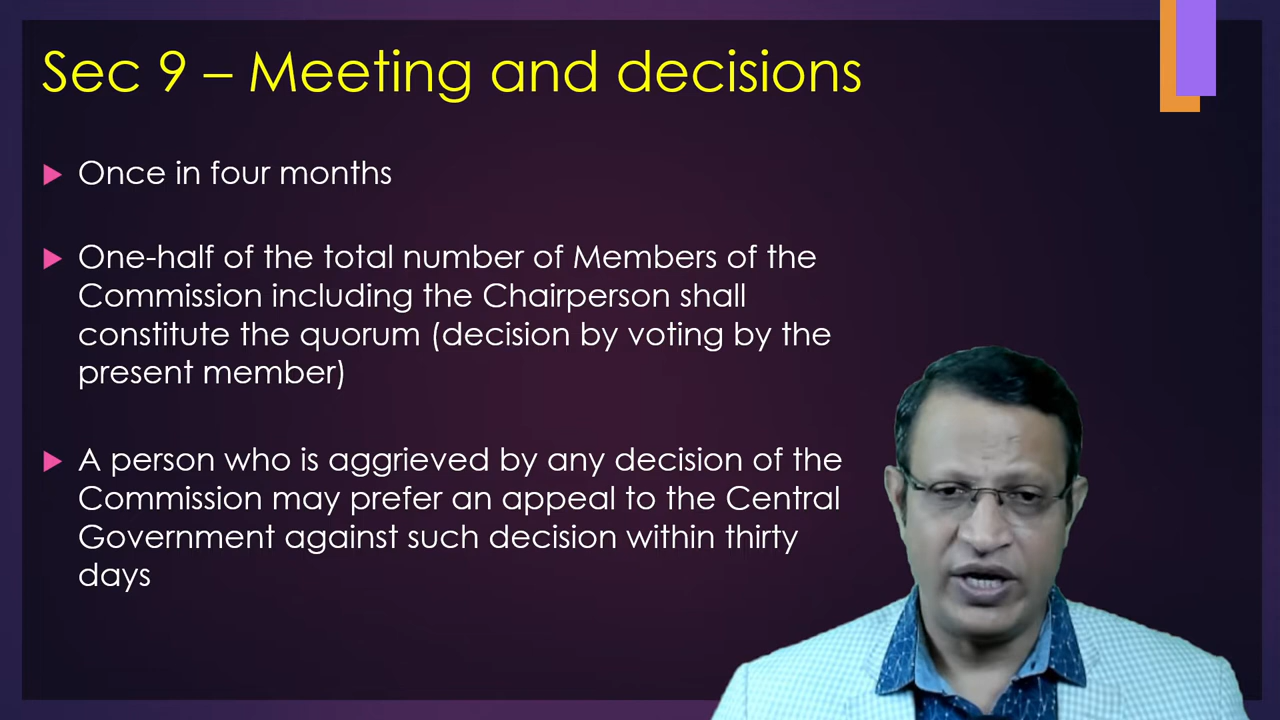 Sec 9 – Meeting and decisions
Once in four months
One-half of the total number of Members of the
Commission including the Chairperson shall
constitute the quorum (decision by voting by the
present member)
A person who is aggrieved by any decision of the
Commission may prefer an appeal to the Central
Government against such decision within thirty
days